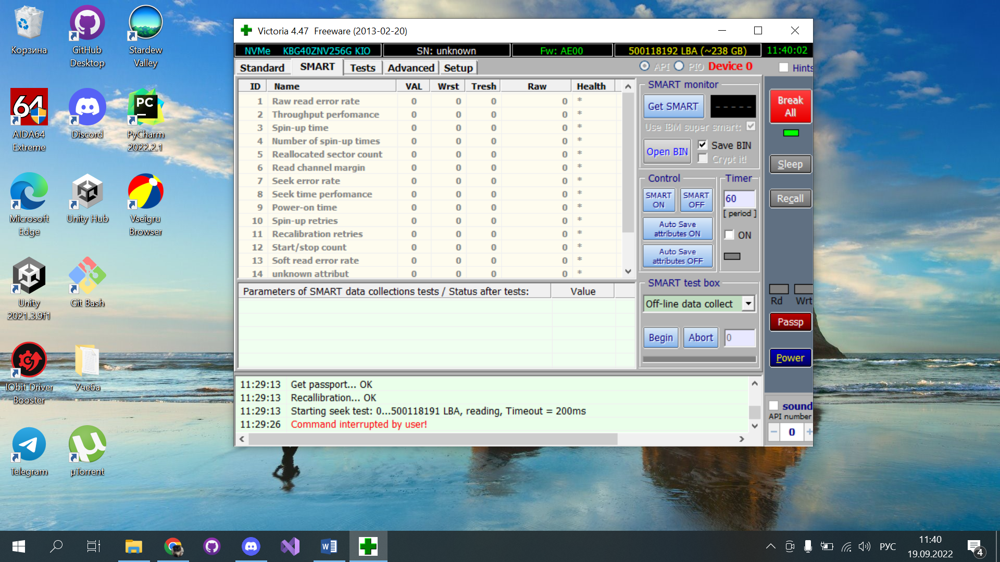 Корзина
GitHub
Desktop
Stardew
Valley
64
AIDA64
Extreme
Discord
PC
PyCharm
2022.2.1
Microsoft
Edge
Unity Hub
Vseigru
Browser
Unity
2021.3.9f1
Git Bash
IObit Driver
Booster
Учеба
Telegram
µTorrent
Victoria 4.47 Freeware (2013-02-20)
NVMe KBG40ZNV256G KIO
SN: unknown
Fw: AE00
500118192 LBA (~238 GB)
11:40:02
Standard SMART Tests Advanced Setup
API PIO Device 0
Hints
ID Name VAL Wrst Tresh Raw Health
1 Raw read error rate 0 0 0 0 *
2 Throughput perfomance 0 0 0 0 *
3 Spin-up time 0 0 0 0 *
4 Number of spin-up times 0 0 0 0 *
5 Reallocated sector count 0 0 0 0 *
6 Read channel margin 0 0 0 0 *
7 Seek error rate 0 0 0 0 *
8 Seek time perfomance 0 0 0 0 *
9 Power-on time 0 0 0 0 *
10 Spin-up retries 0 0 0 0 *
11 Recalibration retries 0 0 0 0 *
12 Start/stop count 0 0 0 0 *
13 Soft read error rate 0 0 0 0 *
14 unknown attribut 0 0 0 0 *
Parameters of SMART data collections tests / Status after tests: Value
SMART monitor
Get SMART
- - - - -
Use IBM super smart:
Open BIN
Save BIN
Crypt it!
Control
SMART
ON
SMART
OFF
Auto Save
attributes ON
Auto Save
attributes OFF
Timer
60
[ period ]
ON
SMART test box
Off-line data collect
Begin Abort 0
Break
All
Sleep
Recall
Rd Wrt
Passp
Power
sound
API number
− 0 +
11:29:13 Get passport... OK
11:29:13 Recallibration... OK
11:29:13 Starting seek test: 0...500118191 LBA, reading, Timeout = 200ms
11:29:26 Command interrupted by user!
РУС
11:40
19.09.2022
4